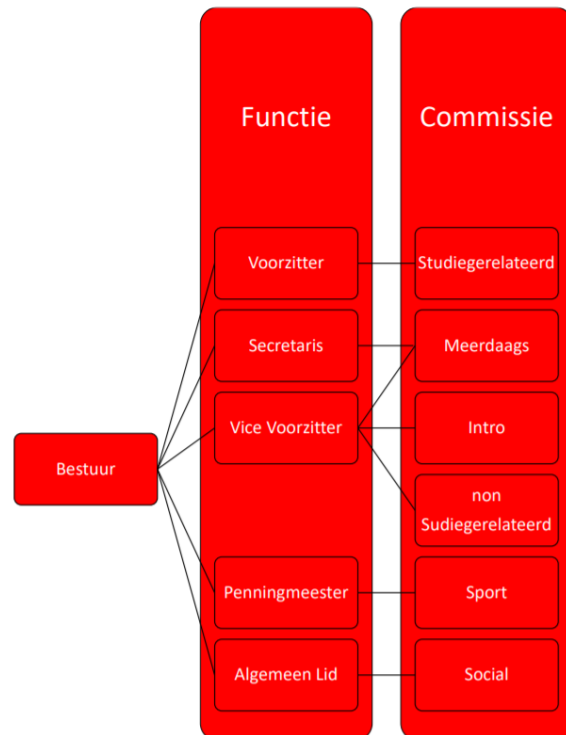 Functie
Commissie
Voorzitter
Studiegerelateerd
Secretaris
Meerdaags
Vice Voorzitter
Intro
Bestuur
non
Sudiegerelateerd
Penningmeester
Sport
Algemeen Lid
Social